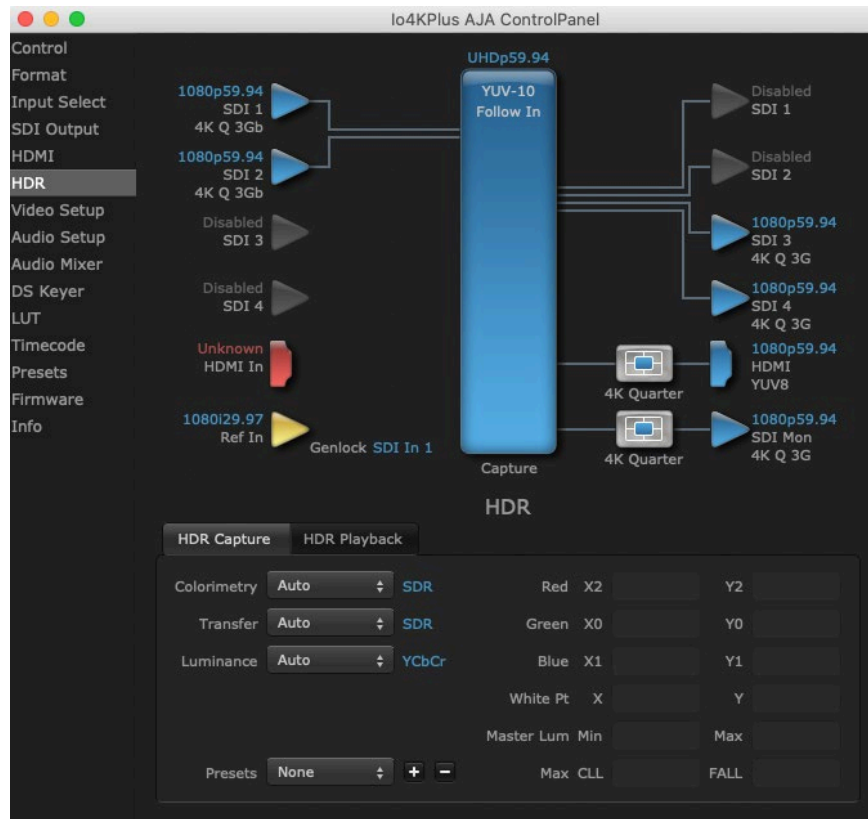 Io4KPlus AJA ControlPanel
Control
Format
Input Select
SDI Output
HDMI
HDR
Video Setup
Audio Setup
Audio Mixer
DS Keyer
LUT
Timecode
Presets
Firmware
Info
1080p59.94
SDI 1
4K Q 3Gb
1080p59.94
SDI 2
4K Q 3Gb
Disabled
SDI 3
Disabled
SDI 4
Unknown
HDMI In
1080i29.97
Ref In
Genlock SDI In 1
UHDp59.94
YUV-10
Follow In
Capture
4K Quarter
4K Quarter
Disabled
SDI 1
Disabled
SDI 2
1080p59.94
SDI 3
4K Q 3G
1080p59.94
SDI 4
4K Q 3G
1080p59.94
HDMI
YUV8
1080p59.94
SDI Mon
4K Q 3G
HDR
HDR Capture HDR Playback
Colorimetry Auto SDR Red X2 Y2
Transfer Auto SDR Green X0 Y0
Luminance Auto YCbCr Blue X1 Y1
White Pt X Y
Master Lum Min Max
Presets None + - Max CLL FALL